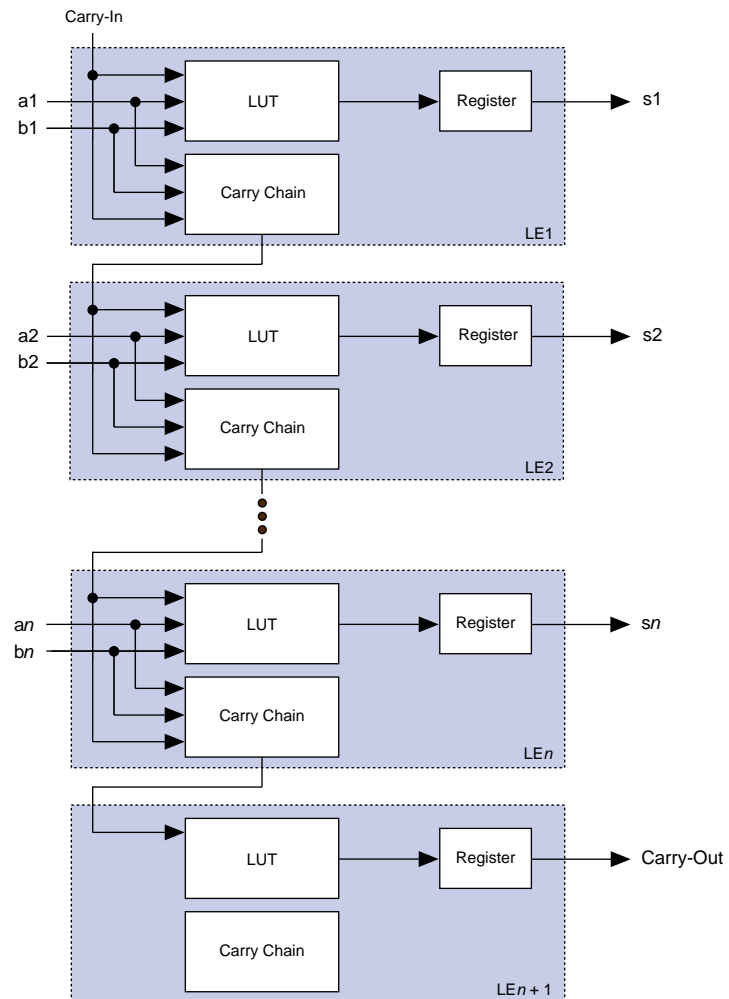 Carry-In
LUT
Register
s1
a1
b1
Carry Chain
LE1
LUT
Register
s2
a2
b2
Carry Chain
LE2
LUT
Register
sn
an
bn
Carry Chain
LEn
LUT
Register
Carry-Out
Carry Chain
LEn + 1